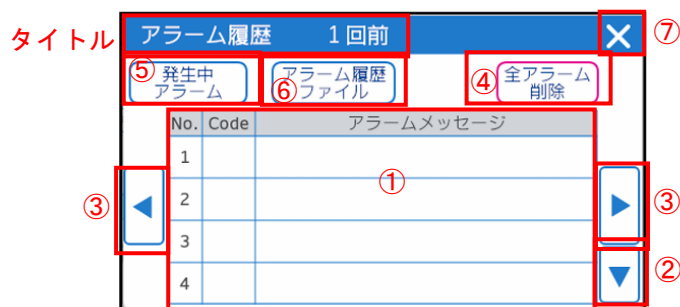 タイトル
アラーム履歴 1回前
⑦
⑤
発生中
アラーム
⑥
アラーム履歴
ファイル
④
全アラーム
削除
No. Code アラームメッセージ
1
①
③
2
③
3
②
4